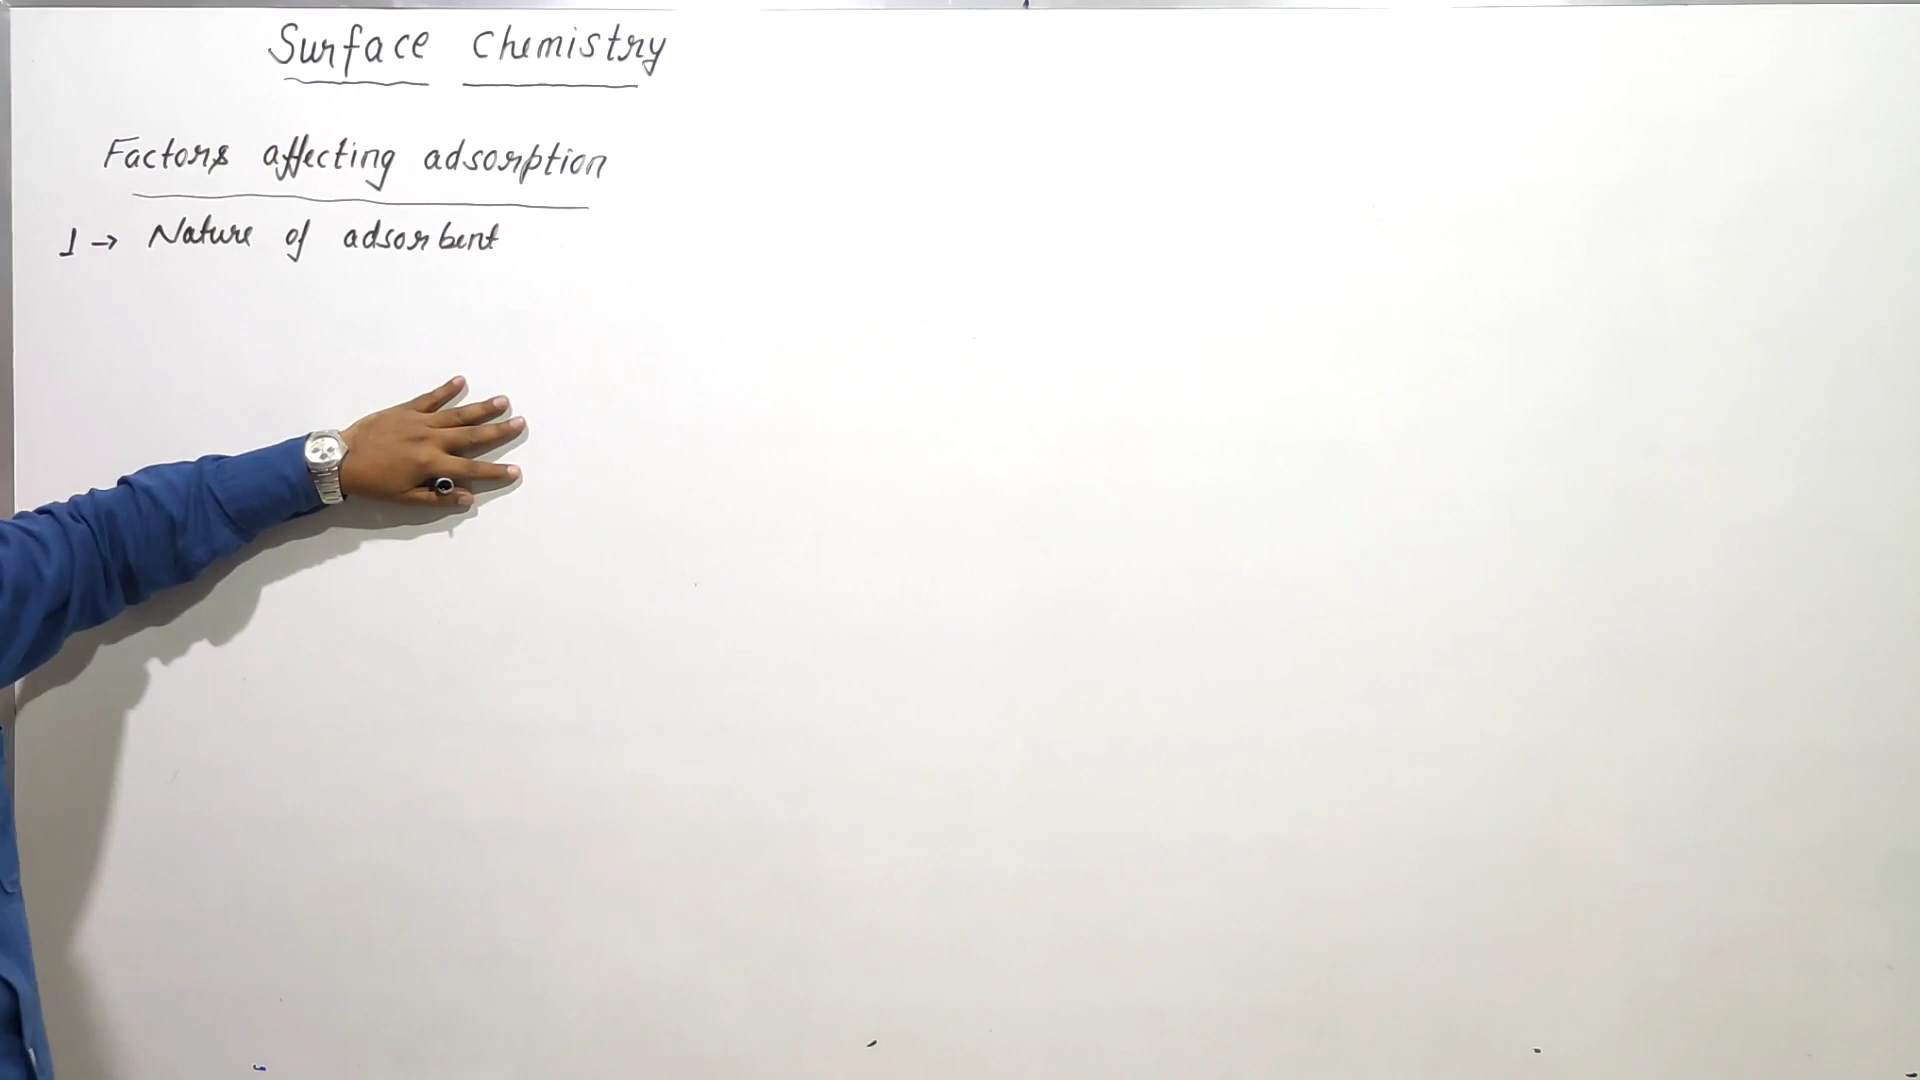 Surface Chemistry
Factors affecting adsorption
1 → Nature of adsorbent